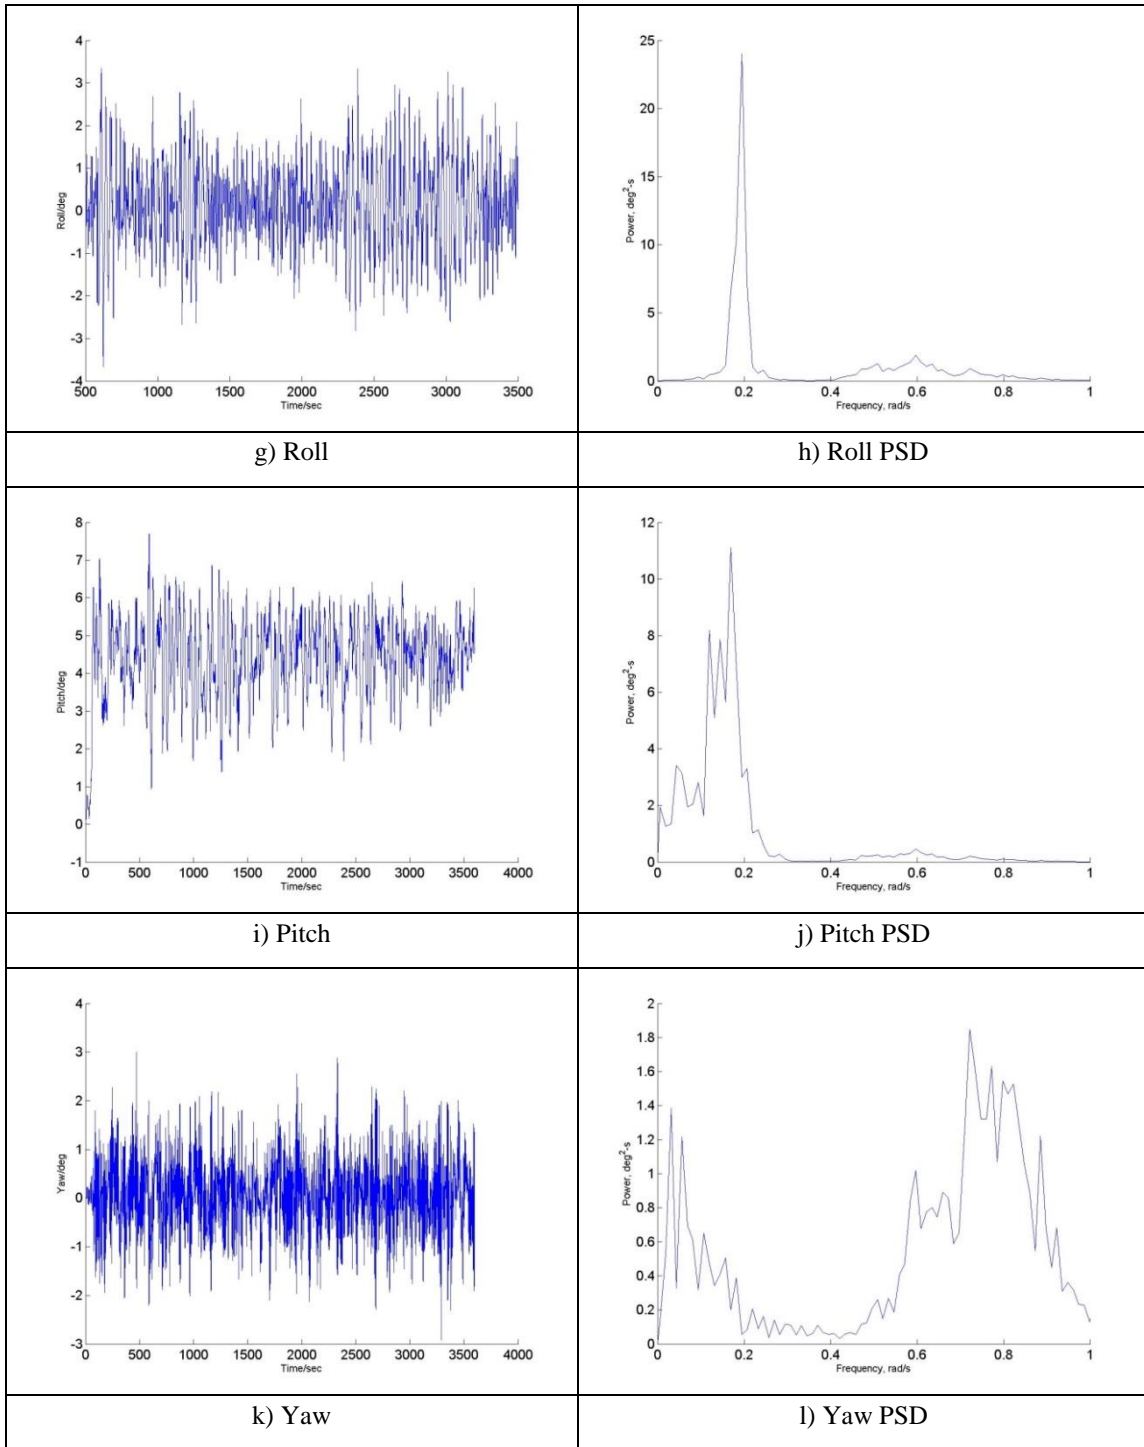 4
3
2
1
0
-1
-2
-3
-4
Roll/deg
500 1000 1500 2000 2500 3000 3500
Time/sec
25
20
15
10
5
0
Power, deg²-s
0 0.2 0.4 0.6 0.8 1
Frequency, rad/s
g) Roll
h) Roll PSD
8
7
6
5
4
3
2
1
0
-1
Pitch/deg
0 500 1000 1500 2000 2500 3000 3500 4000
Time/sec
12
10
8
6
4
2
0
Power, deg²-s
0 0.2 0.4 0.6 0.8 1
Frequency, rad/s
i) Pitch
j) Pitch PSD
4
3
2
1
0
-1
-2
-3
Yaw/deg
0 500 1000 1500 2000 2500 3000 3500 4000
Time/sec
2
1.8
1.6
1.4
1.2
1
0.8
0.6
0.4
0.2
0
Power, deg²-s
0 0.2 0.4 0.6 0.8 1
Frequency, rad/s
k) Yaw
l) Yaw PSD